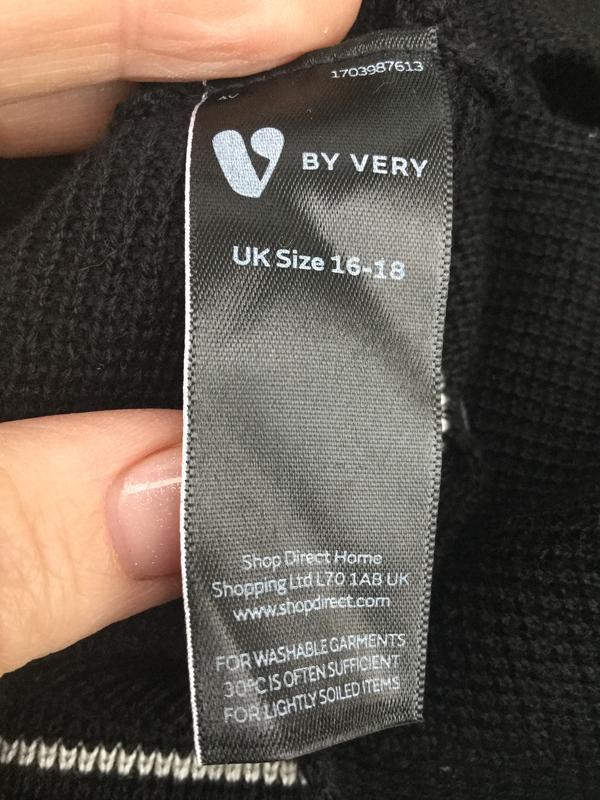 1703987613
V BY VERY
UK Size 16-18
Shop Direct Home
Shopping Ltd L70 1AB UK
www.shopdirect.com
FOR WASHABLE GARMENTS
30°C IS OFTEN SUFFICIENT
FOR LIGHTLY SOILED ITEMS